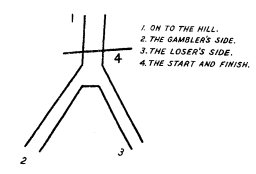 1
4
2
3
1. ON TO THE HILL.
2. THE GAMBLER'S SIDE.
3. THE LOSER'S SIDE.
4. THE START AND FINISH.